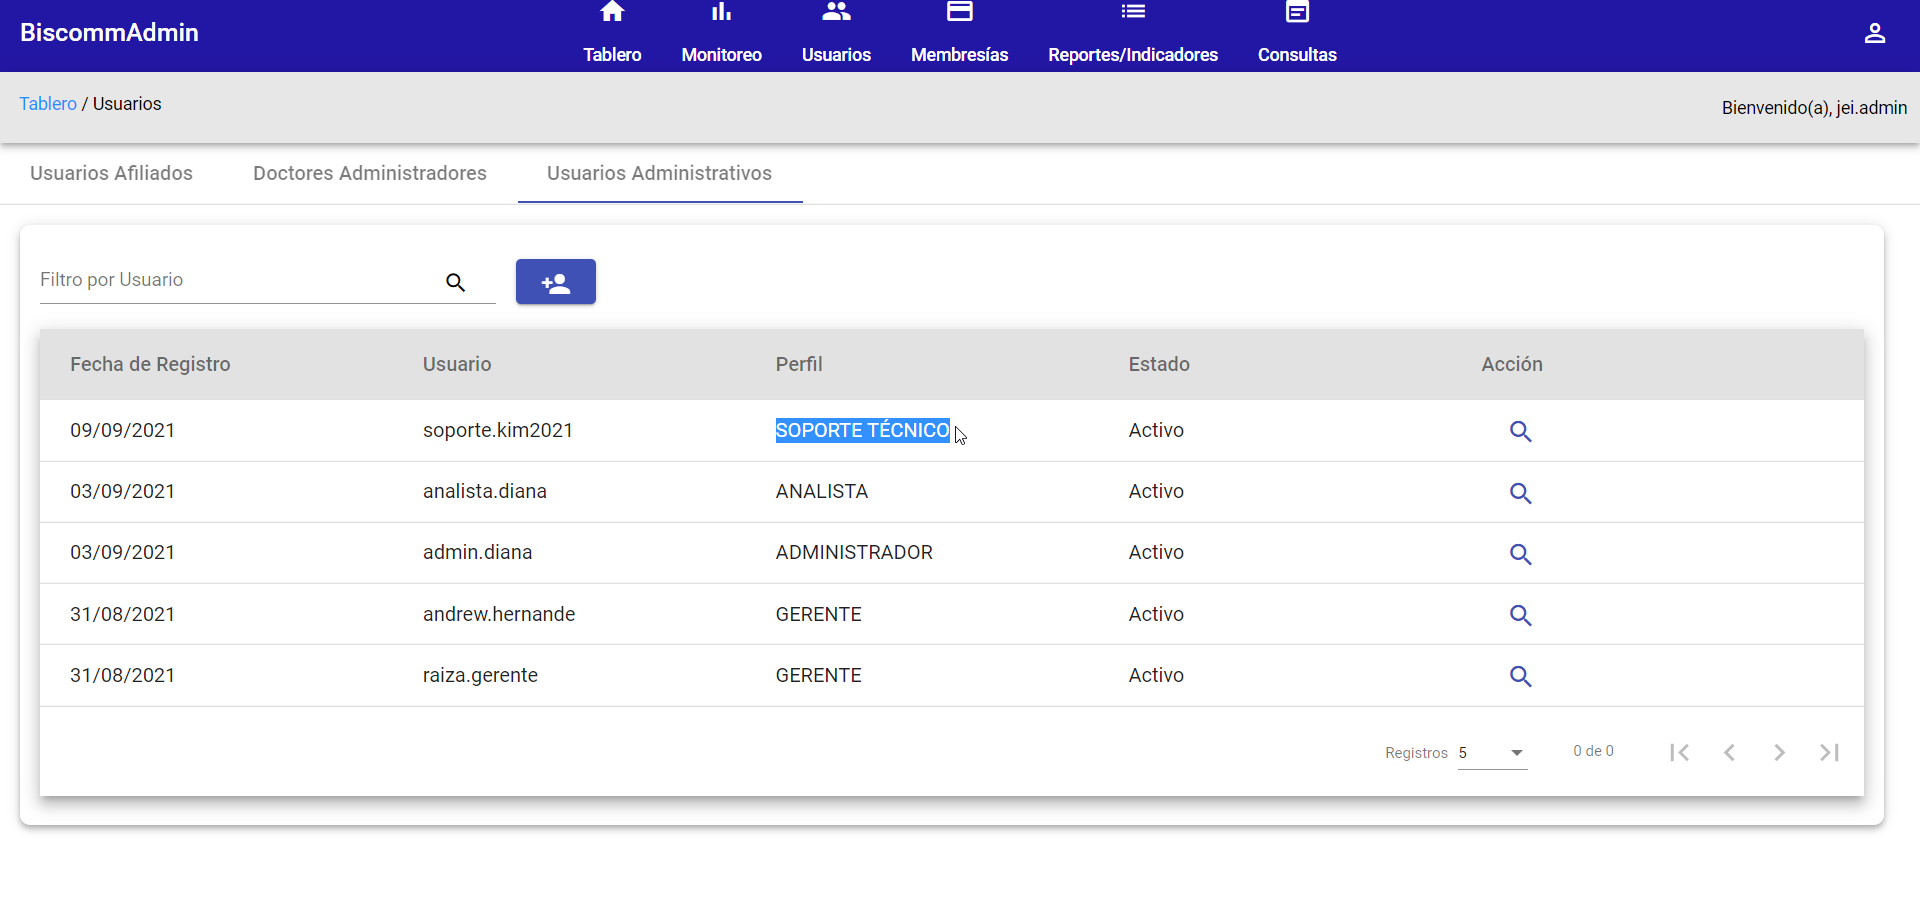 BiscommAdmin
Tablero Monitoreo Usuarios Membresías Reportes/Indicadores Consultas
Tablero / Usuarios
Bienvenido(a), jei.admin
Usuarios Afiliados Doctores Administradores Usuarios Administrativos
Filtro por Usuario
Fecha de Registro Usuario Perfil Estado Acción
09/09/2021 soporte.kim2021 SOPORTE TÉCNICO Activo
03/09/2021 analista.diana ANALISTA Activo
03/09/2021 admin.diana ADMINISTRADOR Activo
31/08/2021 andrew.hernande GERENTE Activo
31/08/2021 raiza.gerente GERENTE Activo
Registros 5 0 de 0